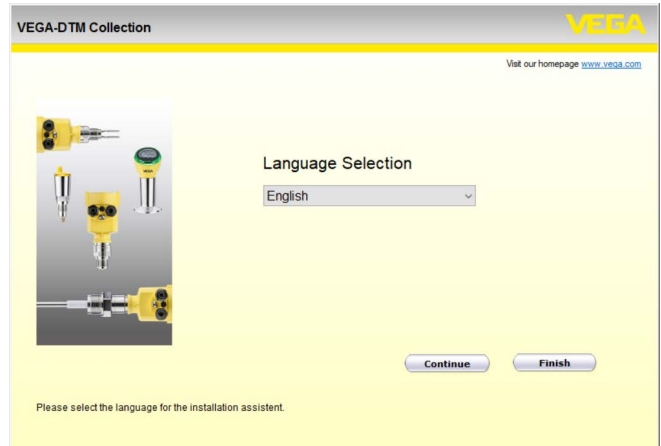 VEGA-DTM Collection
VEGA
Visit our homepage www.vega.com
Language Selection
English
Continue
Finish
Please select the language for the installation assistent.